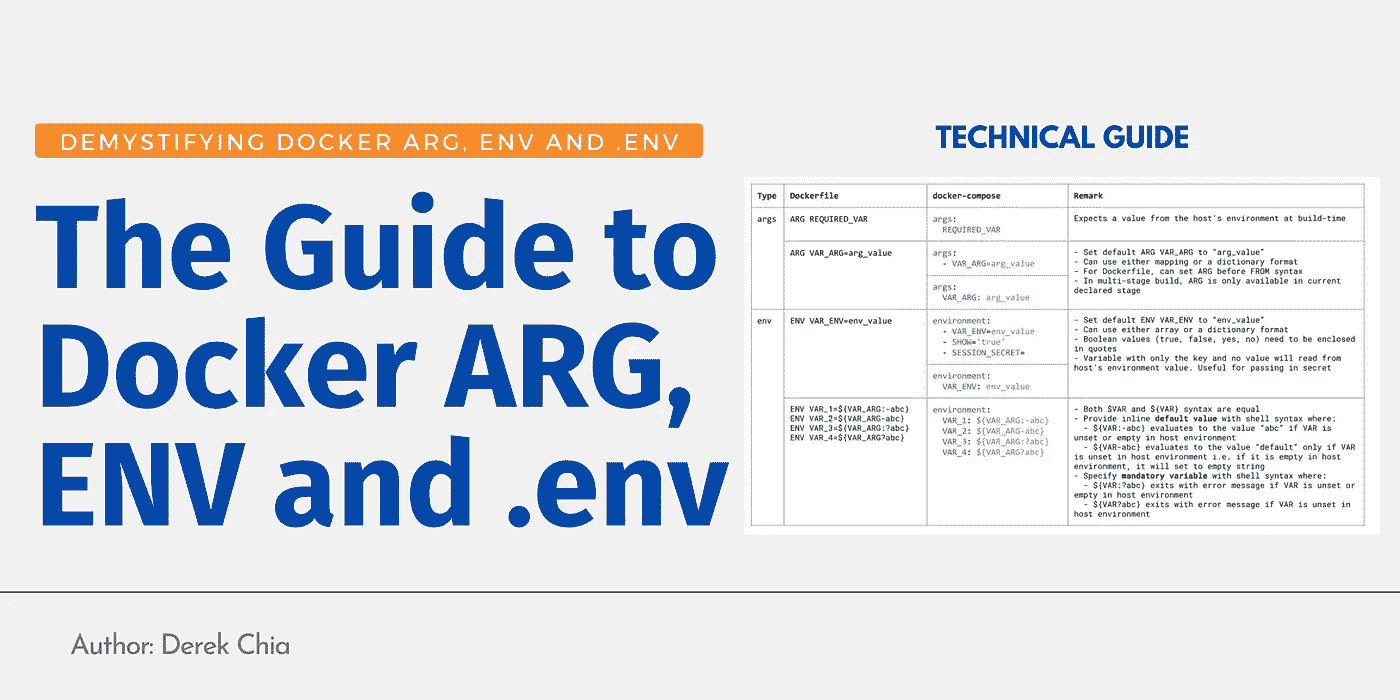 DEMYSTIFYING DOCKER ARG, ENV AND .ENV
The Guide to
Docker ARG,
ENV and .env
Author: Derek Chia
TECHNICAL GUIDE
Type Dockerfile docker-compose Remark
args ARG REQUIRED_VAR args: Expects a value from the host's environment at build-time
REQUIRED_VAR
ARG VAR_ARG=arg_value args: - Set default ARG VAR_ARG to "arg_value"
- VAR_ARG=arg_value - Can use either mapping or a dictionary format
- For Dockerfile, can set ARG before FROM syntax
args: - In multi-stage build, ARG is only available in current
VAR_ARG: arg_value declared stage
env ENV VAR_ENV=env_value environment: - Set default ENV VAR_ENV to "env_value"
- VAR_ENV=env_value - Can use either array or a dictionary format
- SHOW='true' - Boolean values (true, false, yes, no) need to be enclosed
- SESSION_SECRET= in quotes
- Variable with only the key and no value will read from
environment: host's environment value. Useful for passing in secret
VAR_ENV: env_value
ENV VAR_1=${VAR_ARG:-abc} environment: - Both $VAR and ${VAR} syntax are equal
ENV VAR_2=${VAR_ARG-abc} VAR_1: ${VAR_ARG:-abc} - Provide inline default value with shell syntax where:
ENV VAR_3=${VAR_ARG:?abc} VAR_2: ${VAR_ARG-abc} - ${VAR:-abc} evaluates to the value "abc" if VAR is
ENV VAR_4=${VAR_ARG?abc} VAR_3: ${VAR_ARG:?abc} unset or empty in host environment
VAR_4: ${VAR_ARG?abc} - ${VAR-abc} evaluates to the value "default" only if VAR
is unset in host environment i.e. if it is empty in host
environment, it will set to empty string
- Specify mandatory variable with shell syntax where:
- ${VAR:?abc} exits with error message if VAR is unset or
empty in host environment
- ${VAR?abc} exits with error message if VAR is unset in
host environment